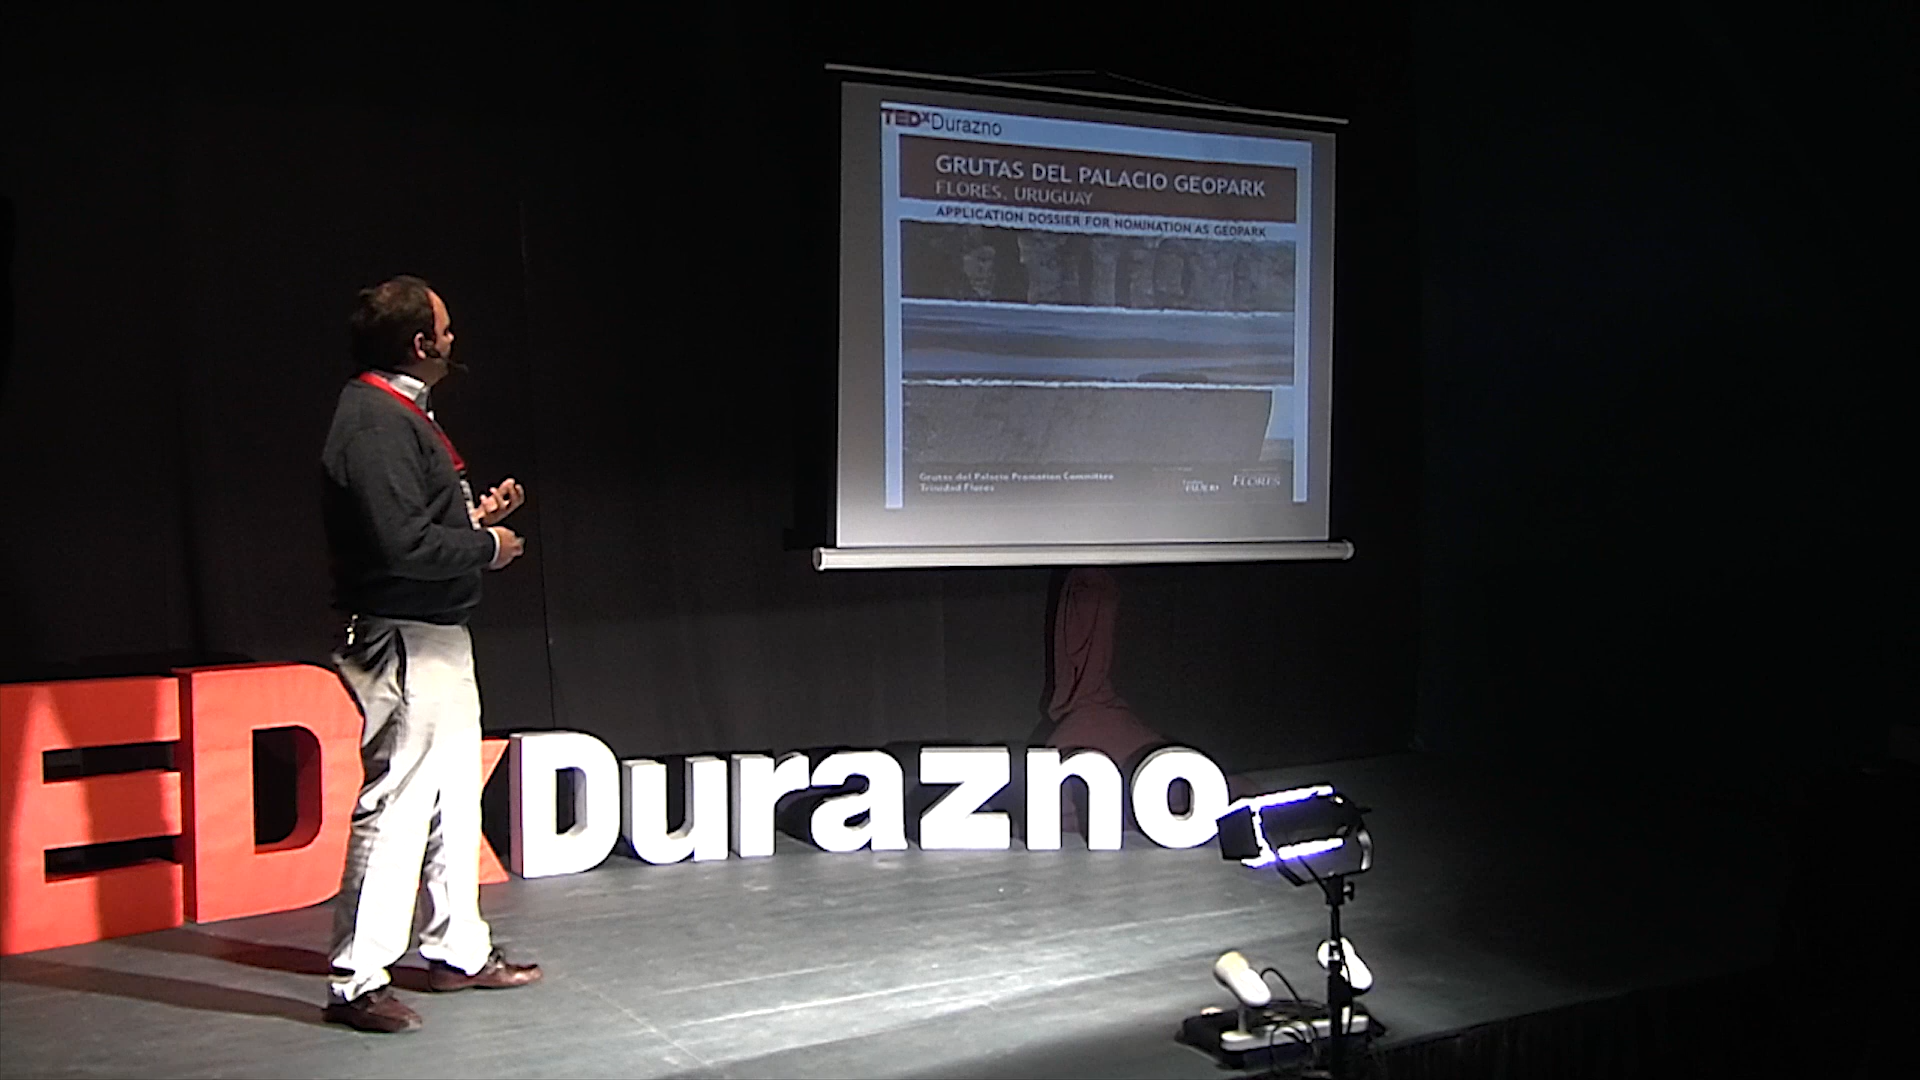 TEDxDurazno
GRUTAS DEL PALACIO GEOPARK
FLORES, URUGUAY
APPLICATION DOSSIER FOR NOMINATION AS GEOPARK
Grutas del Palacio Promotion Committee
Trinidad Flores
FLORES
EDxDurazno